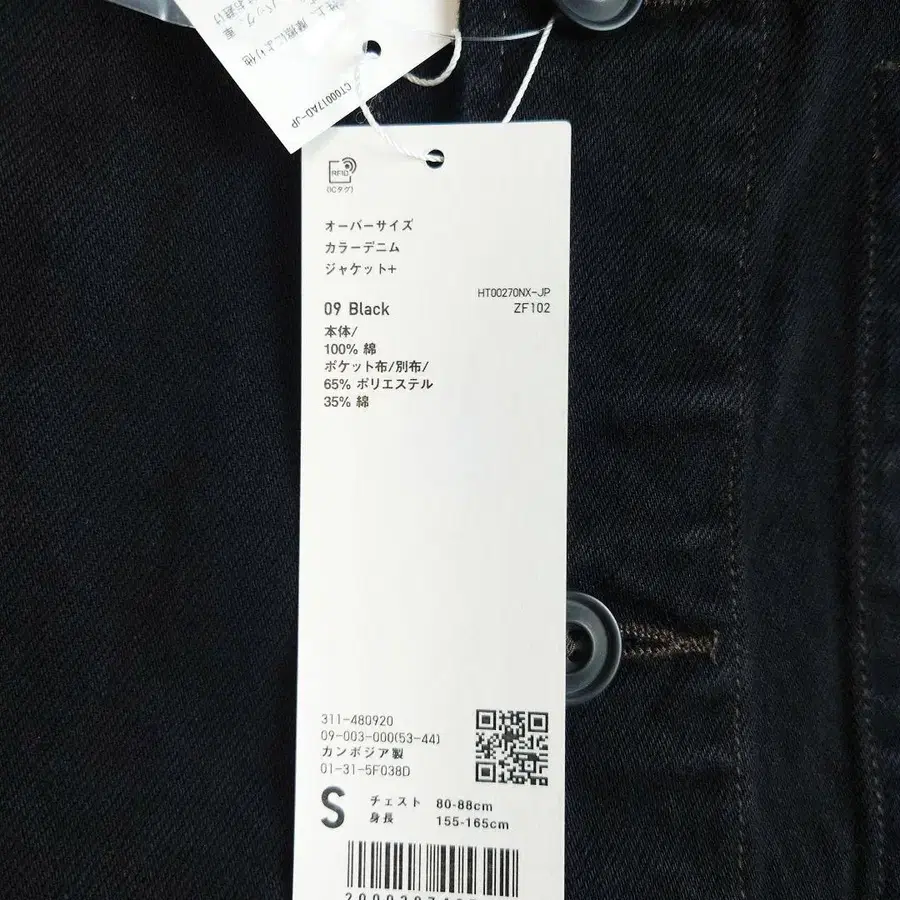 CT00017AD-JP
RFID
(ICタグ)
オーバーサイズ
カラーデニム
ジャケット+
HT00270NX-JP
09 Black
ZF102
本体/
100% 綿
ポケット布/別布/
65% ポリエステル
35% 綿
311-480920
09-003-000(53-44)
カンボジア製
01-31-5F038D
S
チェスト 80-88cm
身長 155-165cm